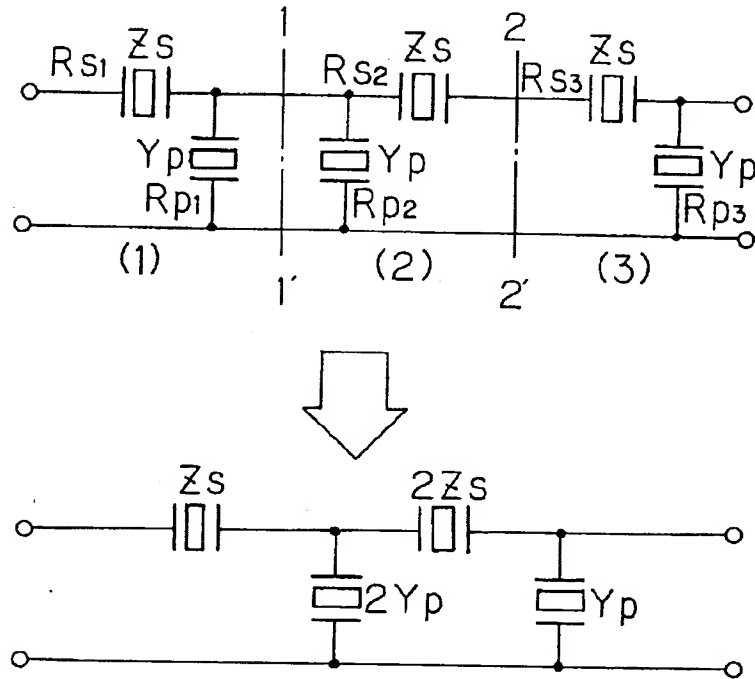 1
2
Rs1
Zs
Rs2
Zs
Rs3
Zs
Yp
Yp
Yp
Rp1
Rp2
Rp3
(1)
(2)
(3)
1'
2'
Zs
2Zs
2Yp
Yp